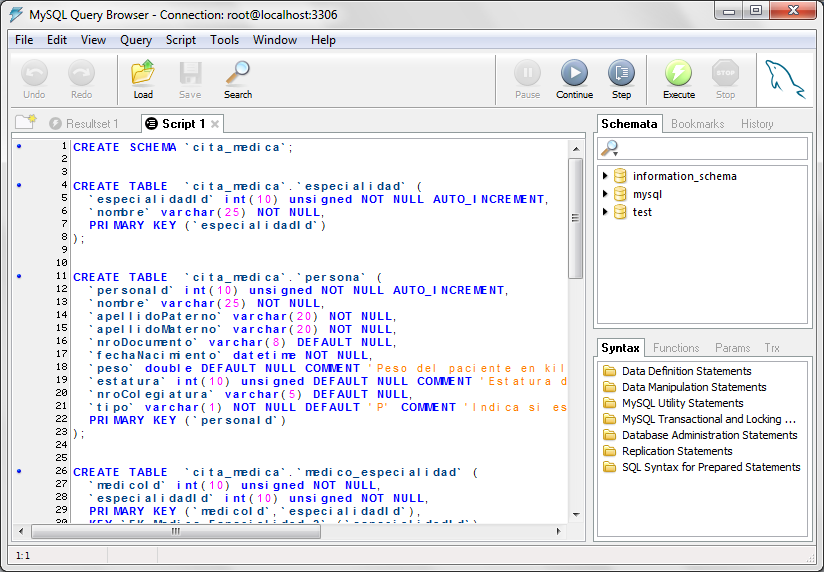 MySQL Query Browser - Connection: root@localhost:3306
File Edit View Query Script Tools Window Help
Undo Redo Load Save Search Pause Continue Step Execute Stop
STOP
Resultset 1 Script 1
1 CREATE SCHEMA `cita_medica`;
2
3
4 CREATE TABLE `cita_medica`.`especialidad` (
5 `especialidadId` int(10) unsigned NOT NULL AUTO_INCREMENT,
6 `nombre` varchar(25) NOT NULL,
7 PRIMARY KEY (`especialidadId`)
8 );
9
10
11 CREATE TABLE `cita_medica`.`persona` (
12 `personaId` int(10) unsigned NOT NULL AUTO_INCREMENT,
13 `nombre` varchar(25) NOT NULL,
14 `apellidoPaterno` varchar(20) NOT NULL,
15 `apellidoMaterno` varchar(20) NOT NULL,
16 `nroDocumento` varchar(8) DEFAULT NULL,
17 `fechaNacimiento` datetime NOT NULL,
18 `peso` double DEFAULT NULL COMMENT 'Peso del paciente en kil
19 `estatura` int(10) unsigned DEFAULT NULL COMMENT 'Estatura d
20 `nroColegiatura` varchar(5) DEFAULT NULL,
21 `tipo` varchar(1) NOT NULL DEFAULT 'P' COMMENT 'Indica si es
22 PRIMARY KEY (`personaId`)
23 );
24
25
26 CREATE TABLE `cita_medica`.`medico_especialidad` (
27 `medicoId` int(10) unsigned NOT NULL,
28 `especialidadId` int(10) unsigned NOT NULL,
29 PRIMARY KEY (`medicoId`,`especialidadId`),
30 KEY `FK_Medico_Especialidad_2` (`especialidadId`)
Schemata Bookmarks History
information_schema
mysql
test
Syntax Functions Params Trx
Data Definition Statements
Data Manipulation Statements
MySQL Utility Statements
MySQL Transactional and Locking ...
Database Administration Statements
Replication Statements
SQL Syntax for Prepared Statements
1:1